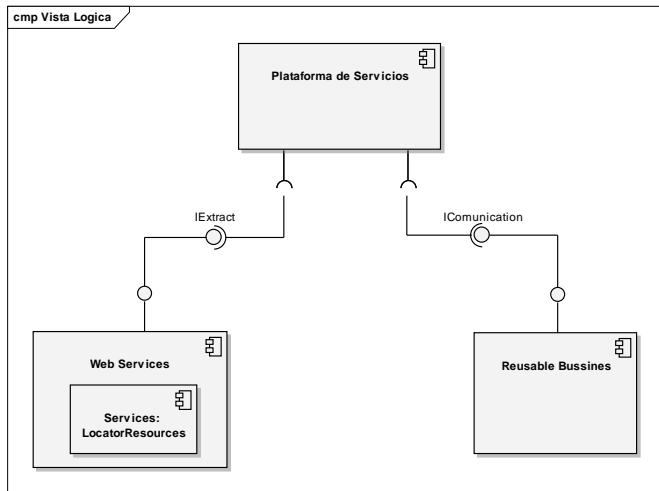 cmp Vista Logica
Plataforma de Servicios
IExtract
IComunication
Web Services
Services:
LocatorResources
Reusable Bussines